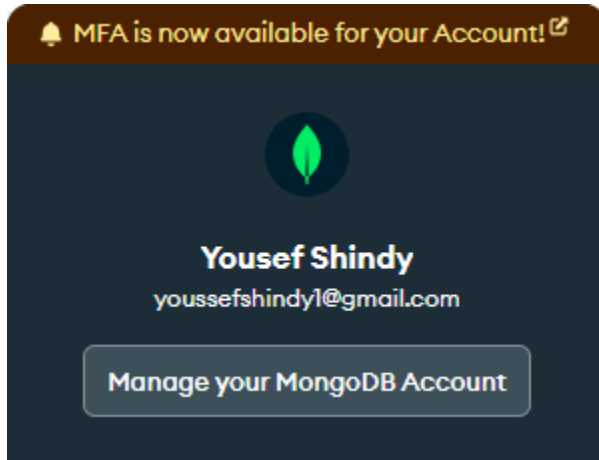 MFA is now available for your Account!
Yousef Shindy
youssefshindy1@gmail.com
Manage your MongoDB Account